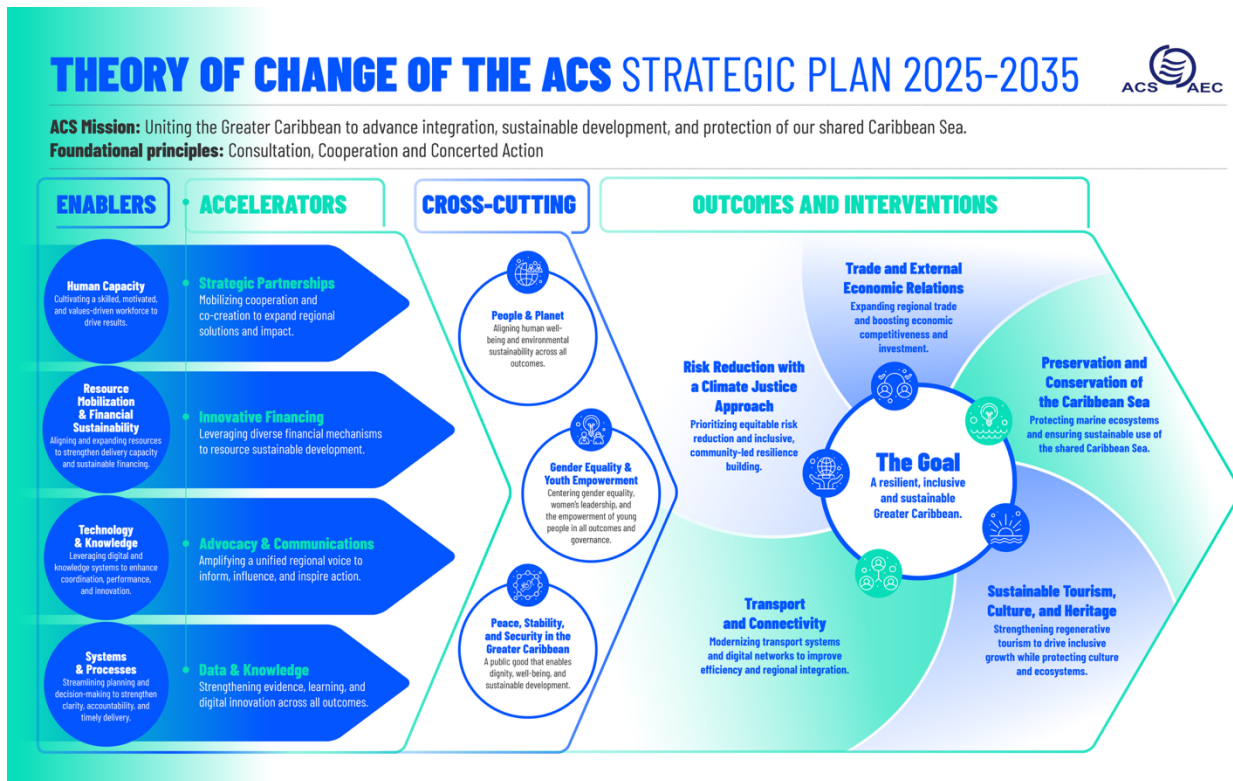 THEORY OF CHANGE OF THE ACS STRATEGIC PLAN 2025-2035
ACS AEC
ACS Mission: Uniting the Greater Caribbean to advance integration, sustainable development, and protection of our shared Caribbean Sea.
Foundational principles: Consultation, Cooperation and Concerted Action
ENABLERS
ACCELERATORS
CROSS-CUTTING
OUTCOMES AND INTERVENTIONS
Human Capacity
Cultivating a skilled, motivated,
and values-driven workforce to
drive results.
Resource
Mobilization
& Financial
Sustainability
Aligning and expanding resources
to strengthen delivery capacity
and sustainable financing.
Technology
& Knowledge
Leveraging digital and
knowledge systems to enhance
coordination, performance,
and innovation.
Systems
& Processes
Streamlining planning and
decision-making to strengthen
clarity, accountability, and
timely delivery.
Strategic Partnerships
Mobilizing cooperation and
co-creation to expand regional
solutions and impact.
Innovative Financing
Leveraging diverse financial mechanisms
to resource sustainable development.
Advocacy & Communications
Amplifying a unified regional voice to
inform, influence, and inspire action.
Data & Knowledge
Strengthening evidence, learning, and
digital innovation across all outcomes.
People & Planet
Aligning human well-
being and environmental
sustainability across all
outcomes.
Gender Equality &
Youth Empowerment
Centering gender equality,
women's leadership, and
the empowerment of young
people in all outcomes and
governance.
Peace, Stability,
and Security in the
Greater Caribbean
A public good that enables
dignity, well-being, and
sustainable development.
Trade and External
Economic Relations
Expanding regional trade
and boosting economic
competitiveness and
investment.
Risk Reduction with
a Climate Justice
Approach
Prioritizing equitable risk
reduction and inclusive,
community-led resilience
building.
Preservation and
Conservation of
the Caribbean Sea
Protecting marine ecosystems
and ensuring sustainable use of
the shared Caribbean Sea.
The Goal
A resilient, inclusive
and sustainable
Greater Caribbean.
Transport
and Connectivity
Modernizing transport systems
and digital networks to improve
efficiency and regional integration.
Sustainable Tourism,
Culture, and Heritage
Strengthening regenerative
tourism to drive inclusive
growth while protecting culture
and ecosystems.